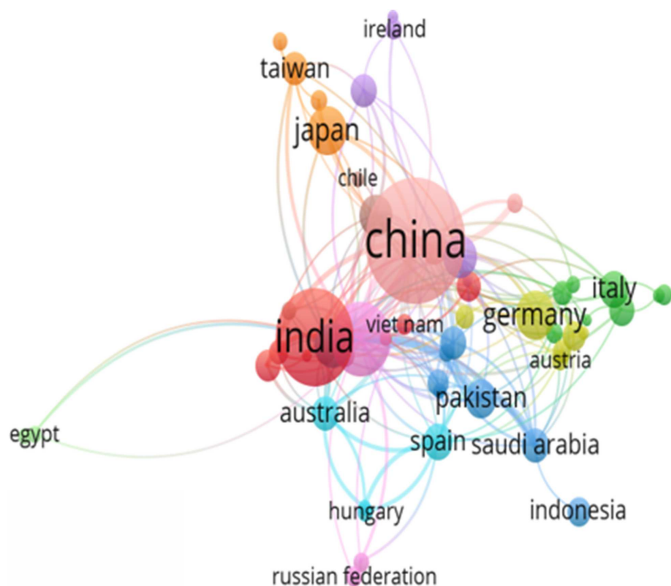 ireland
taiwan
japan
chile
china
italy
germany
viet nam
india
austria
pakistan
australia
egypt
spain
saudi arabia
hungary
indonesia
russian federation